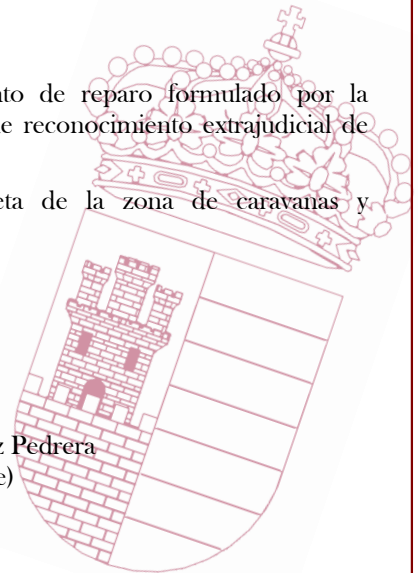 nto de reparo formulado por la
e reconocimiento extrajudicial de
eta de la zona de caravanas y
z Pedrera
e)